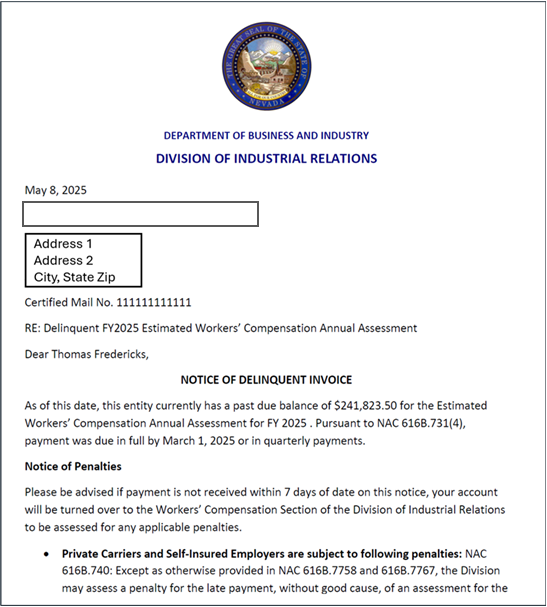 THE GREAT SEAL OF THE STATE OF
NEVADA
DEPARTMENT OF BUSINESS AND INDUSTRY
DIVISION OF INDUSTRIAL RELATIONS
May 8, 2025
Address 1
Address 2
City, State Zip
Certified Mail No. 111111111111
RE: Delinquent FY2025 Estimated Workers’ Compensation Annual Assessment
Dear Thomas Fredericks,
NOTICE OF DELINQUENT INVOICE
As of this date, this entity currently has a past due balance of $241,823.50 for the Estimated
Workers’ Compensation Annual Assessment for FY 2025 . Pursuant to NAC 616B.731(4),
payment was due in full by March 1, 2025 or in quarterly payments.
Notice of Penalties
Please be advised if payment is not received within 7 days of date on this notice, your account
will be turned over to the Workers’ Compensation Section of the Division of Industrial Relations
to be assessed for any applicable penalties.
• Private Carriers and Self-Insured Employers are subject to following penalties: NAC
616B.740: Except as otherwise provided in NAC 616B.7758 and 616B.7767, the Division
may assess a penalty for the late payment, without good cause, of an assessment for the